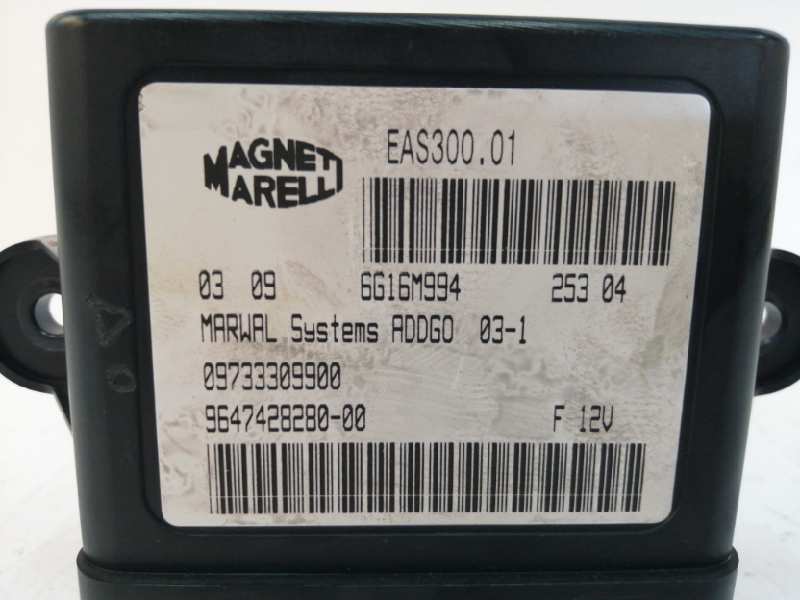 MAGNETI
MARELLI
EAS300.01
03 09 6G16M994 253 04
MARWAL Systems ADDGO 03-1
09733309900
9647428280-00 F 12V